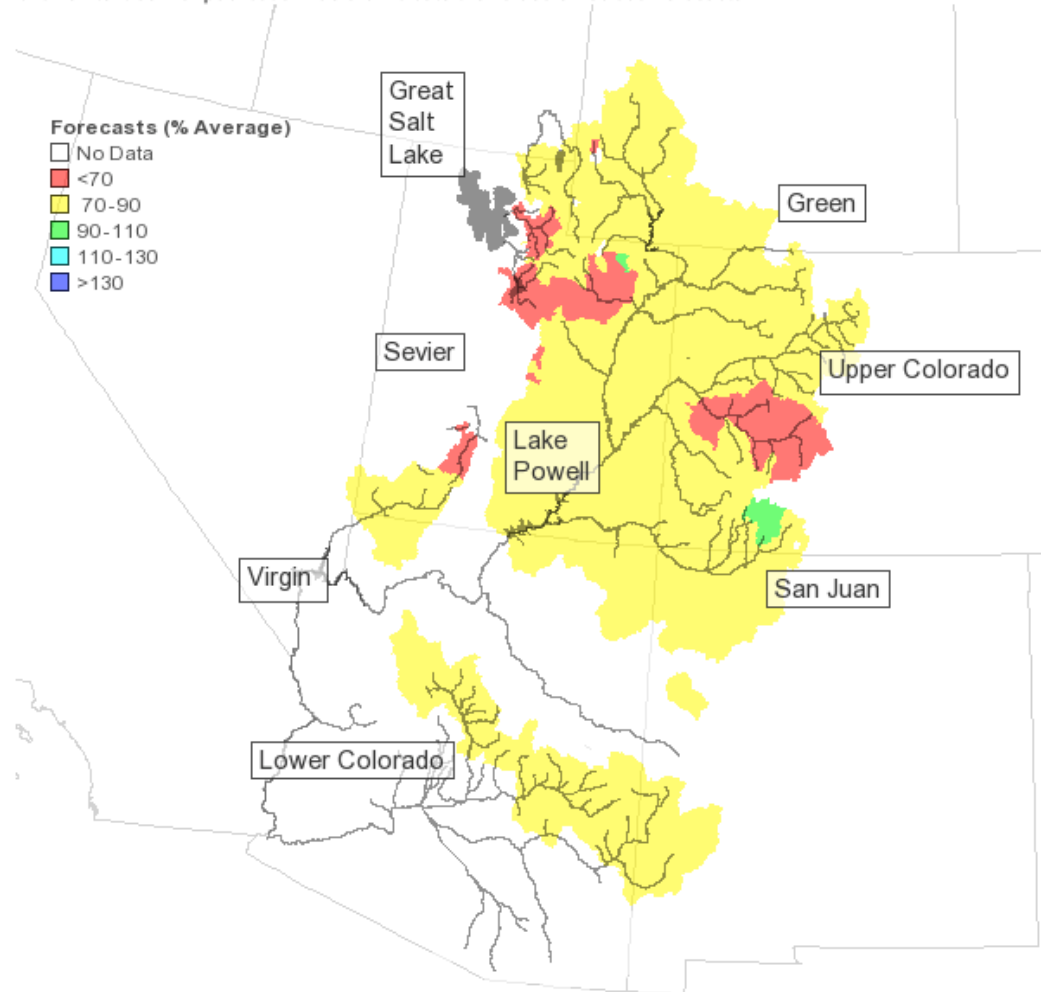 Great
Salt
Lake
Forecasts (% Average)
No Data
<70
70-90
90-110
110-130
>130
Green
Sevier
Upper Colorado
Lake
Powell
Virgin
San Juan
Lower Colorado